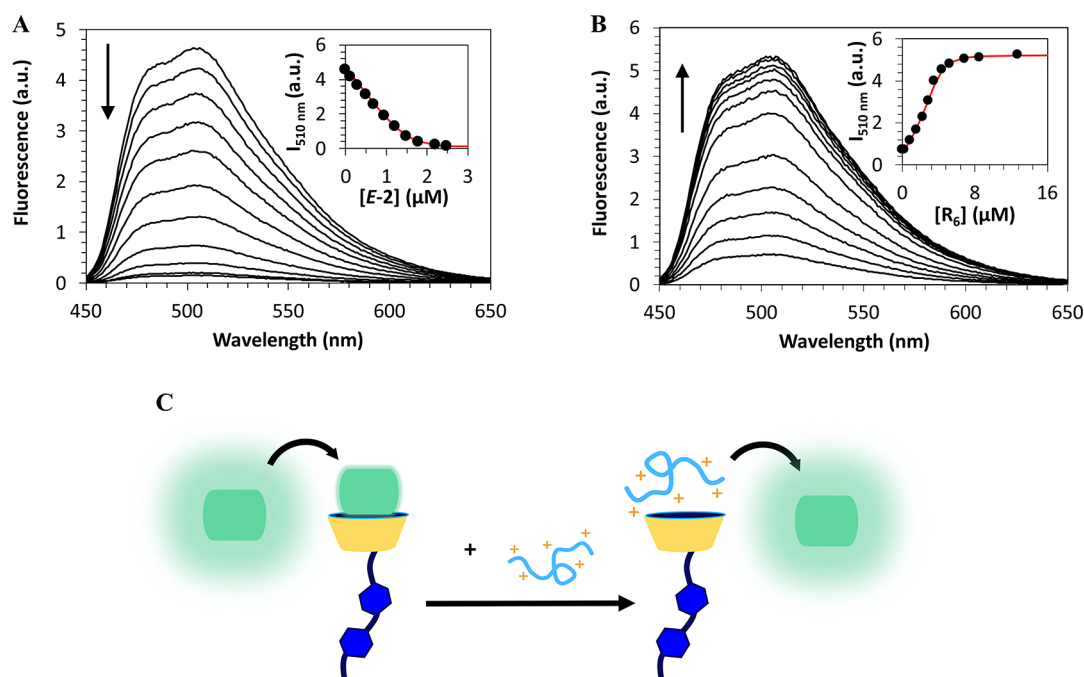 A
Fluorescence (a.u.)
5
4
3
2
1
0
450 500 550 600 650
Wavelength (nm)
I510 nm (a.u.)
6
4
2
0
0 1 2 3
[E-2] (μM)
B
Fluorescence (a.u.)
6
5
4
3
2
1
0
450 500 550 600 650
Wavelength (nm)
I510 nm (a.u.)
6
4
2
0
0 8 16
[R6] (μM)
C
+ + + + +
+
+ + + + +